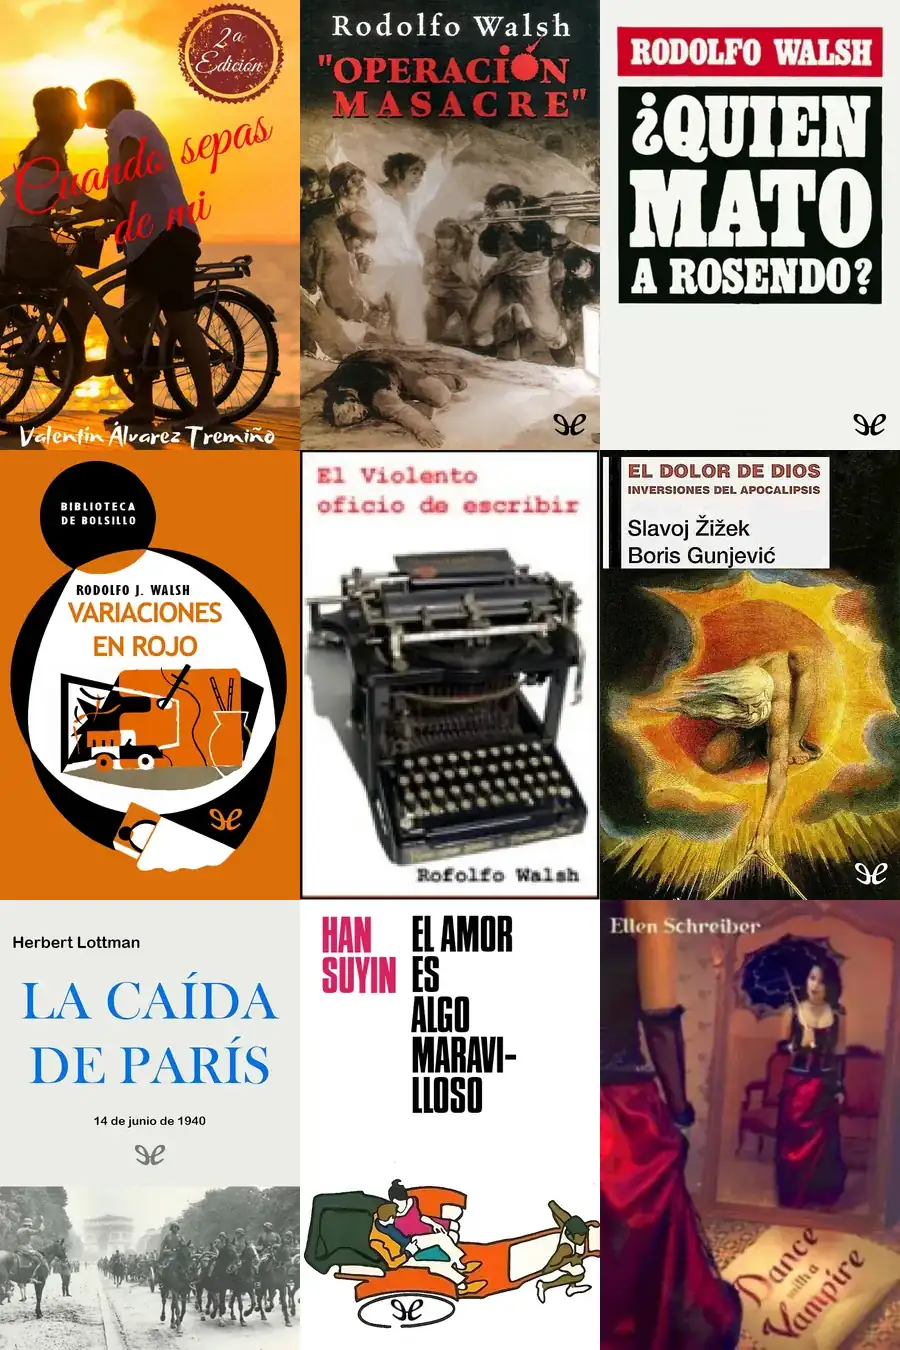 2a
Edición
Cuando sepas
de mi
Valentín Álvarez Tremiño
Rodolfo Walsh
"OPERACIÓN
MASACRE"
RODOLFO WALSH
¿QUIEN
MATO
A ROSENDO?
BIBLIOTECA
DE BOLSILLO
RODOLFO J. WALSH
VARIACIONES
EN ROJO
El Violento
oficio de escribir
Rofolfo Walsh
EL DOLOR DE DIOS
INVERSIONES DEL APOCALIPSIS
Slavoj Žižek
Boris Gunjević
Herbert Lottman
LA CAÍDA
DE PARÍS
14 de junio de 1940
HAN
SUYIN
EL AMOR
ES
ALGO
MARAVI-
LLOSO
Ellen Schreiber
Dance
with a
Vampire